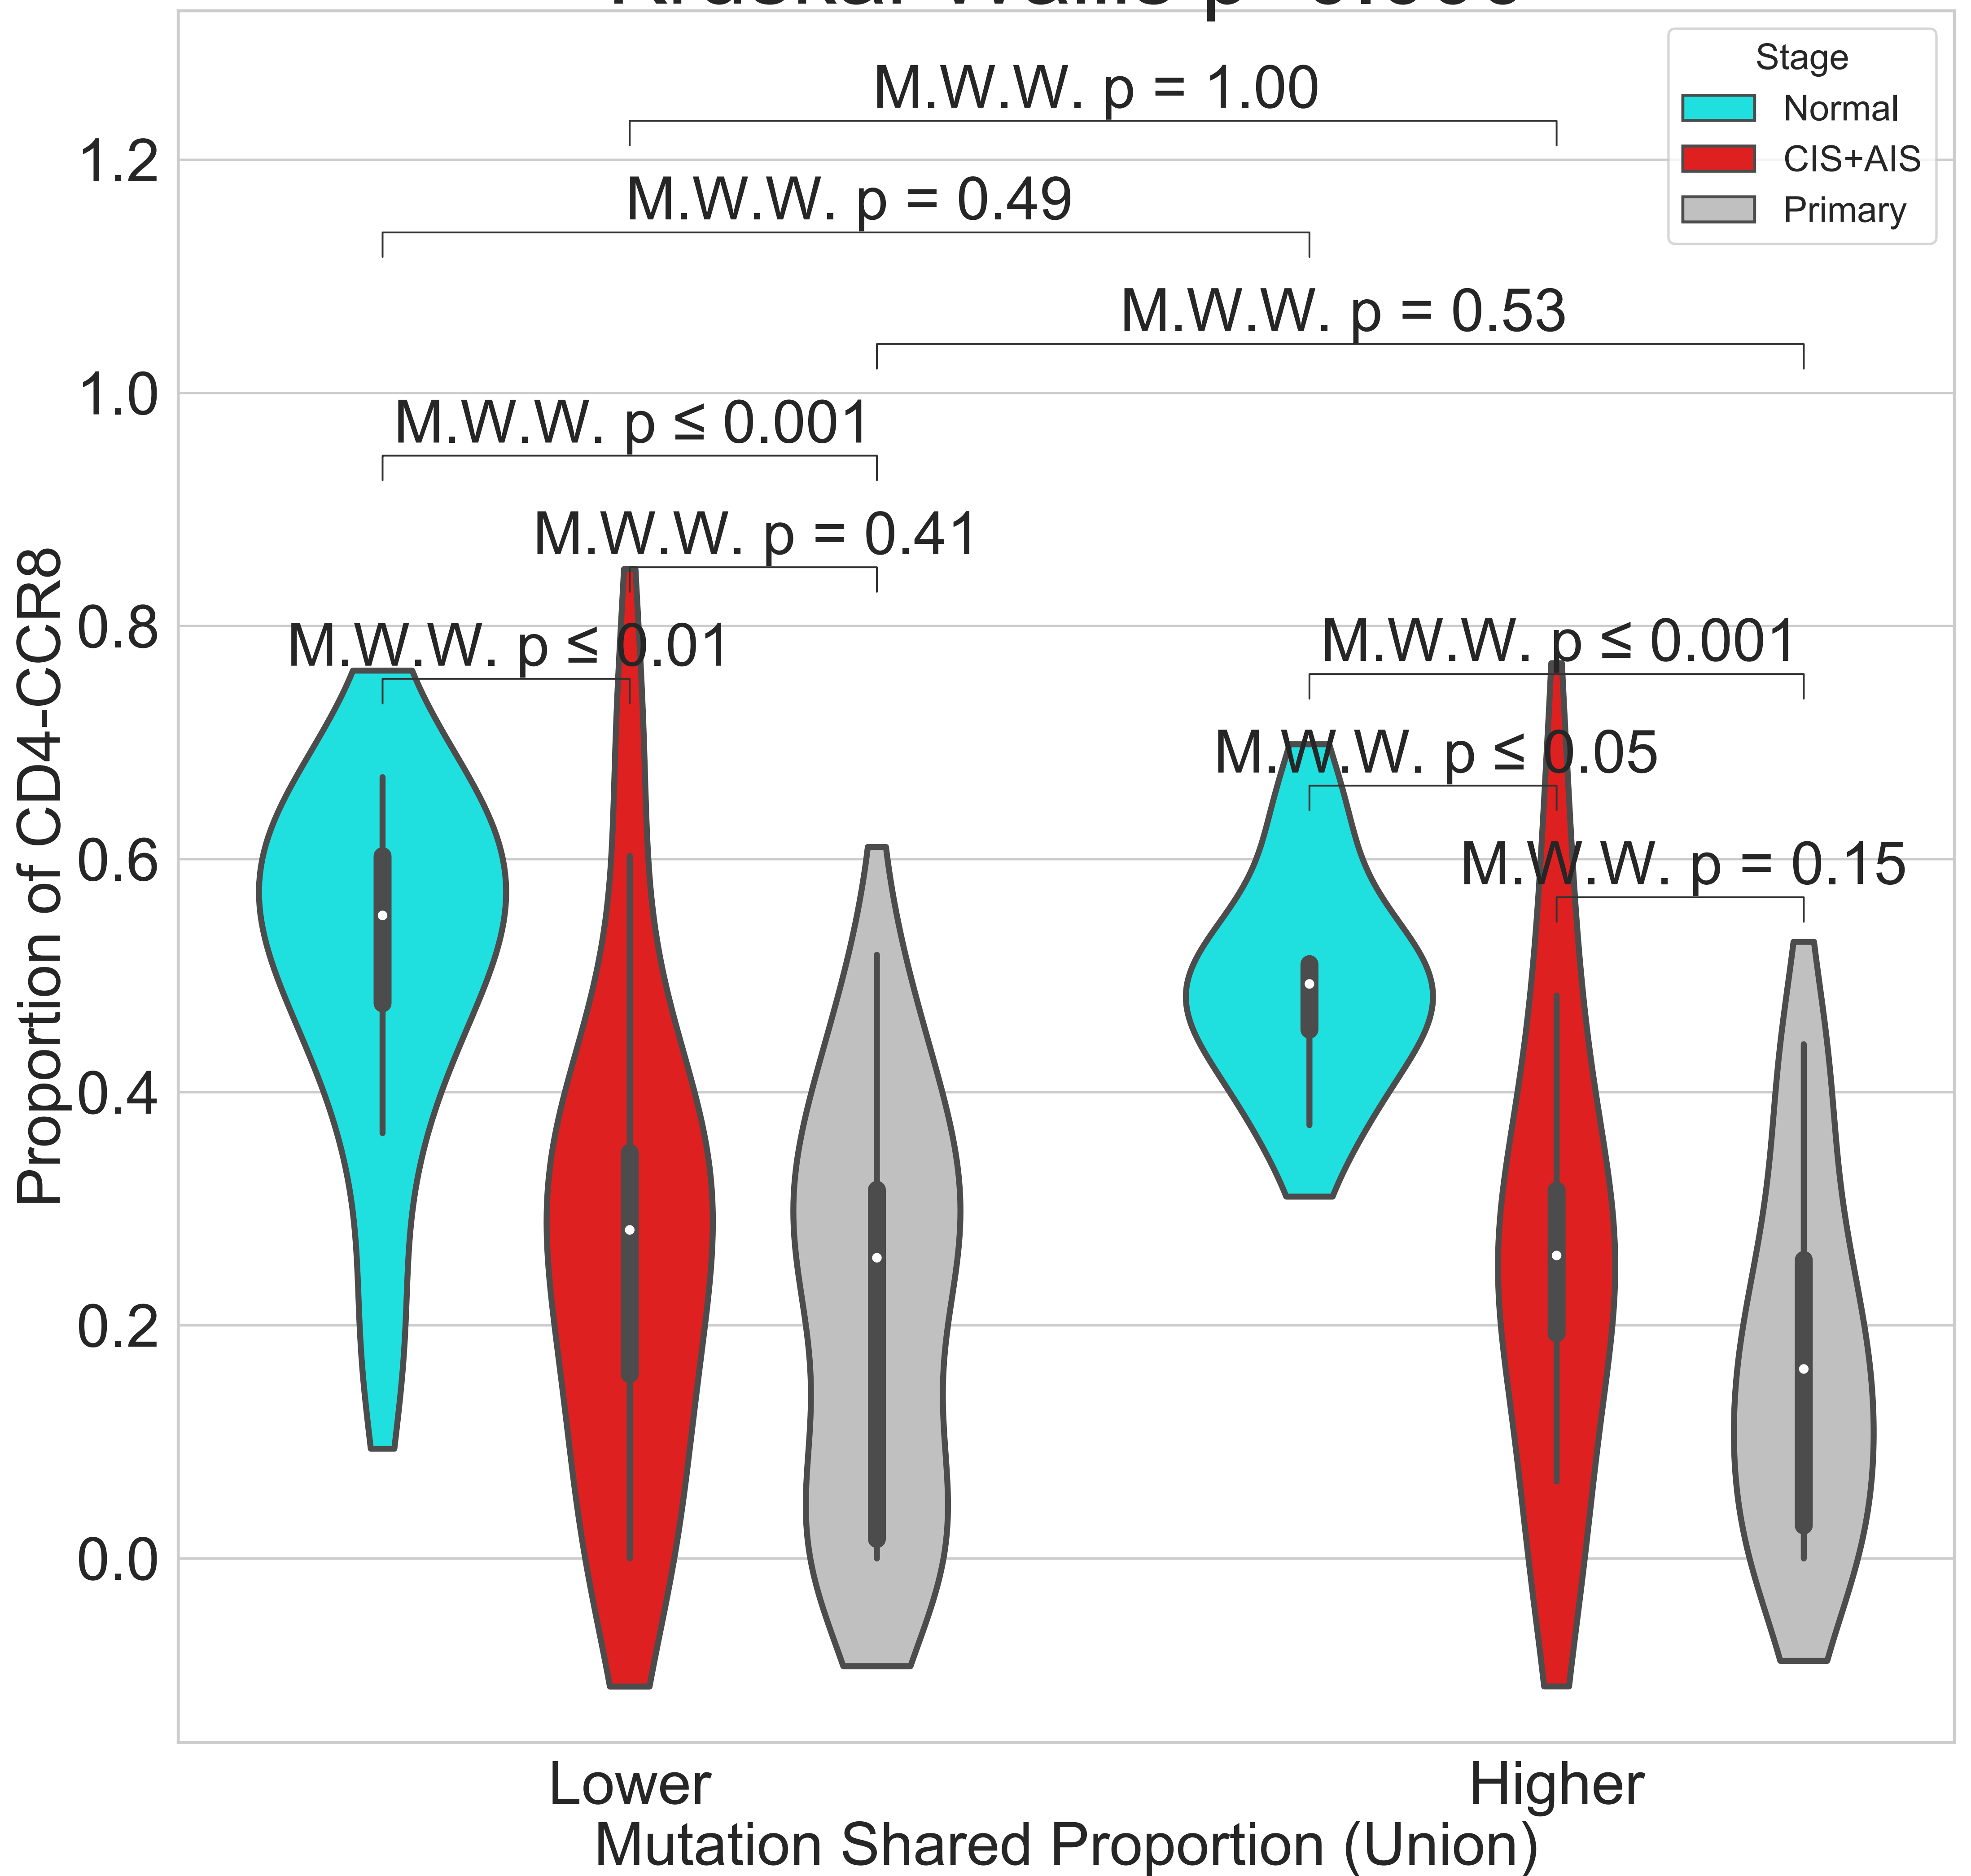 Stage
Normal
CIS+AIS
Primary
M.W.W. p = 1.00
M.W.W. p = 0.49
M.W.W. p = 0.53
M.W.W. p ≤ 0.001
M.W.W. p = 0.41
M.W.W. p ≤ 0.01
M.W.W. p ≤ 0.001
M.W.W. p ≤ 0.05
M.W.W. p = 0.15
1.2
1.0
0.8
0.6
0.4
0.2
0.0
Proportion of CD4-CCR8
Lower
Higher
Mutation Shared Proportion (Union)